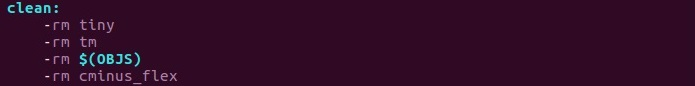 clean:
    -rm tiny
    -rm tm
    -rm $(OBJS)
    -rm cminus_flex